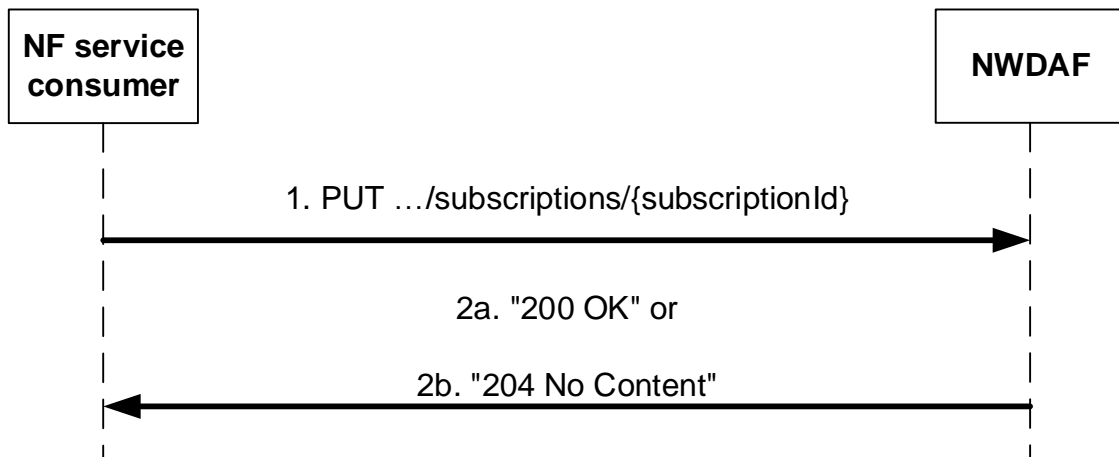 NF service
consumer
NWDAF
1. PUT …/subscriptions/{subscriptionId}
2a. "200 OK" or
2b. "204 No Content"